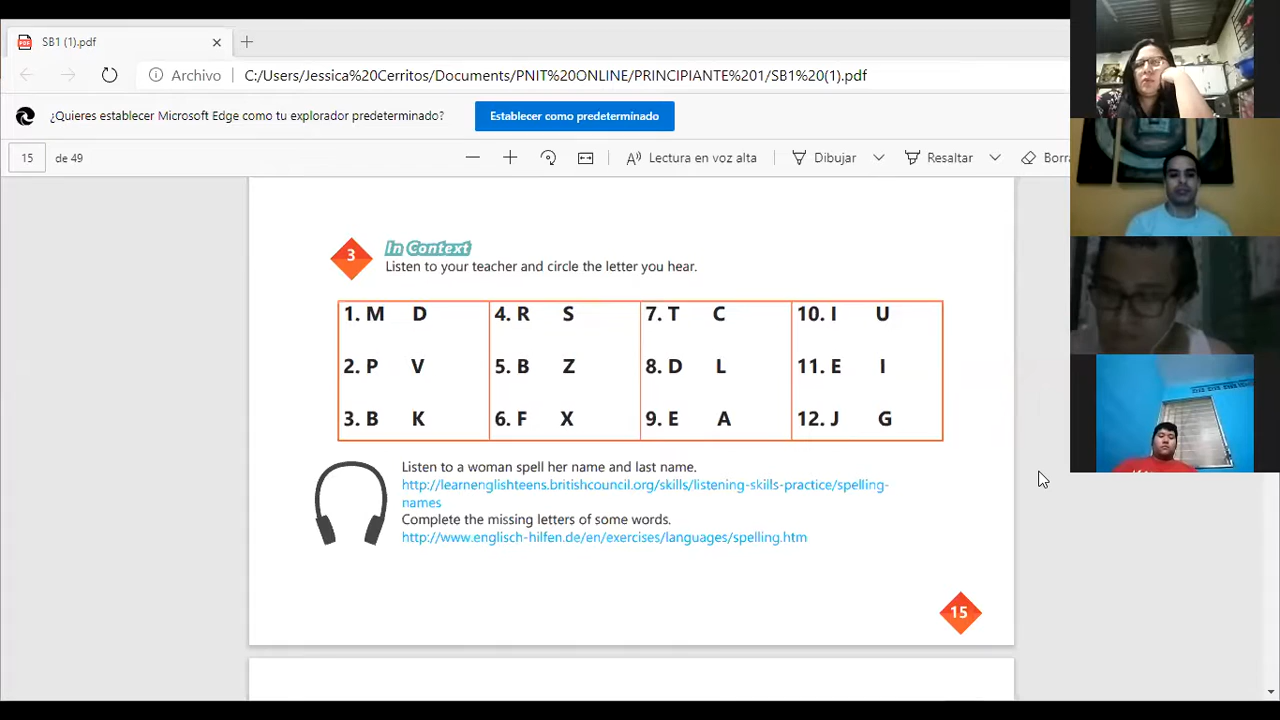 SB1 (1).pdf
Archivo C:/Users/Jessica%20Cerritos/Documents/PNIT%20ONLINE/PRINCIPIANTE%201/SB1%20(1).pdf
¿Quieres establecer Microsoft Edge como tu explorador predeterminado? Establecer como predeterminado
15 de 49 Lectura en voz alta Dibujar Resaltar Borra
3 In Context
Listen to your teacher and circle the letter you hear.
1. M D 4. R S 7. T C 10. I U
2. P V 5. B Z 8. D L 11. E I
3. B K 6. F X 9. E A 12. J G
Listen to a woman spell her name and last name.
http://learnenglishteens.britishcouncil.org/skills/listening-skills-practice/spelling-
names
Complete the missing letters of some words.
http://www.englisch-hilfen.de/en/exercises/languages/spelling.htm
15